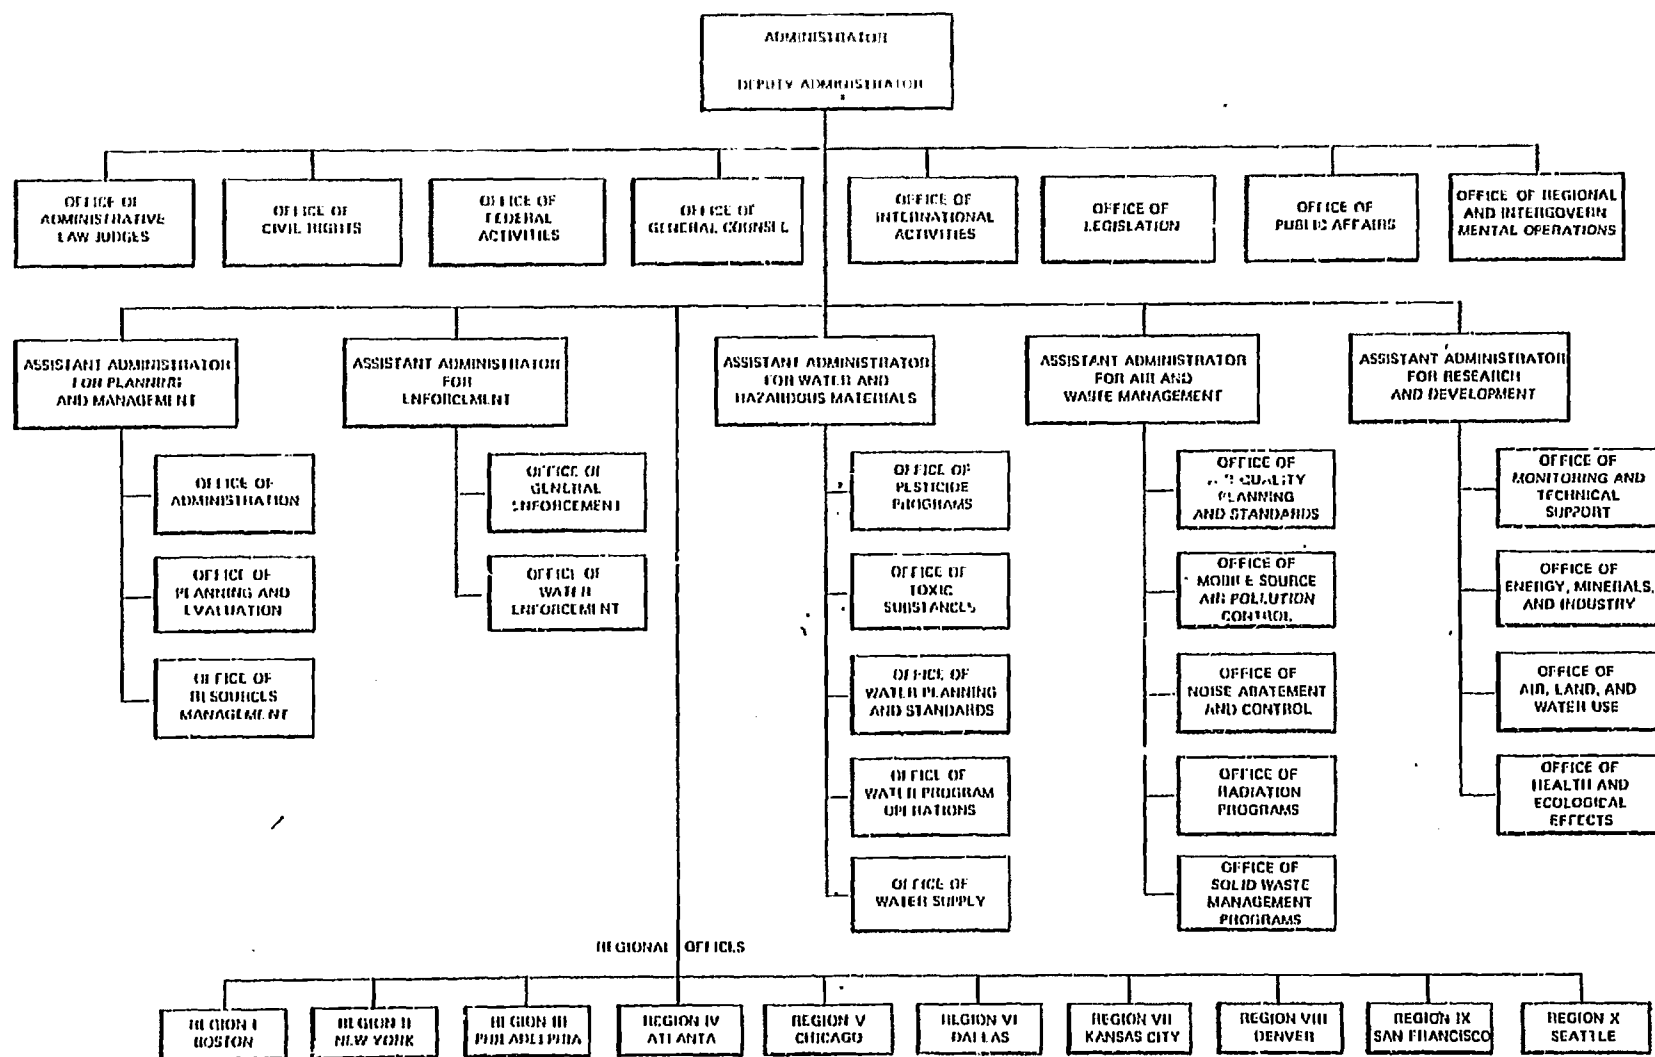 ADMINISTRATOR
DEPUTY ADMINISTRATOR
OFFICE OF
ADMINISTRATIVE
LAW JUDGES
OFFICE OF
CIVIL RIGHTS
OFFICE OF
FEDERAL
ACTIVITIES
OFFICE OF
GENERAL COUNSEL
OFFICE OF
INTERNATIONAL
ACTIVITIES
OFFICE OF
LEGISLATION
OFFICE OF
PUBLIC AFFAIRS
OFFICE OF REGIONAL
AND INTERGOVERN
MENTAL OPERATIONS
ASSISTANT ADMINISTRATOR
FOR PLANNING
AND MANAGEMENT
ASSISTANT ADMINISTRATOR
FOR
ENFORCEMENT
ASSISTANT ADMINISTRATOR
FOR WATER AND
HAZARDOUS MATERIALS
ASSISTANT ADMINISTRATOR
FOR AIR AND
WASTE MANAGEMENT
ASSISTANT ADMINISTRATOR
FOR RESEARCH
AND DEVELOPMENT
OFFICE OF
ADMINISTRATION
OFFICE OF
PLANNING AND
EVALUATION
OFFICE OF
RESOURCES
MANAGEMENT
OFFICE OF
GENERAL
ENFORCEMENT
OFFICE OF
WATER
ENFORCEMENT
OFFICE OF
PESTICIDE
PROGRAMS
OFFICE OF
TOXIC
SUBSTANCES
OFFICE OF
WATER PLANNING
AND STANDARDS
OFFICE OF
WATER PROGRAM
OPERATIONS
OFFICE OF
WATER SUPPLY
OFFICE OF
AIR QUALITY
PLANNING
AND STANDARDS
OFFICE OF
MOBILE SOURCE
AIR POLLUTION
CONTROL
OFFICE OF
NOISE ABATEMENT
AND CONTROL
OFFICE OF
RADIATION
PROGRAMS
OFFICE OF
SOLID WASTE
MANAGEMENT
PROGRAMS
OFFICE OF
MONITORING AND
TECHNICAL
SUPPORT
OFFICE OF
ENERGY, MINERALS,
AND INDUSTRY
OFFICE OF
AIR, LAND, AND
WATER USE
OFFICE OF
HEALTH AND
ECOLOGICAL
EFFECTS
REGIONAL OFFICES
REGION I
BOSTON
REGION II
NEW YORK
REGION III
PHILADELPHIA
REGION IV
ATLANTA
REGION V
CHICAGO
REGION VI
DALLAS
REGION VII
KANSAS CITY
REGION VIII
DENVER
REGION IX
SAN FRANCISCO
REGION X
SEATTLE